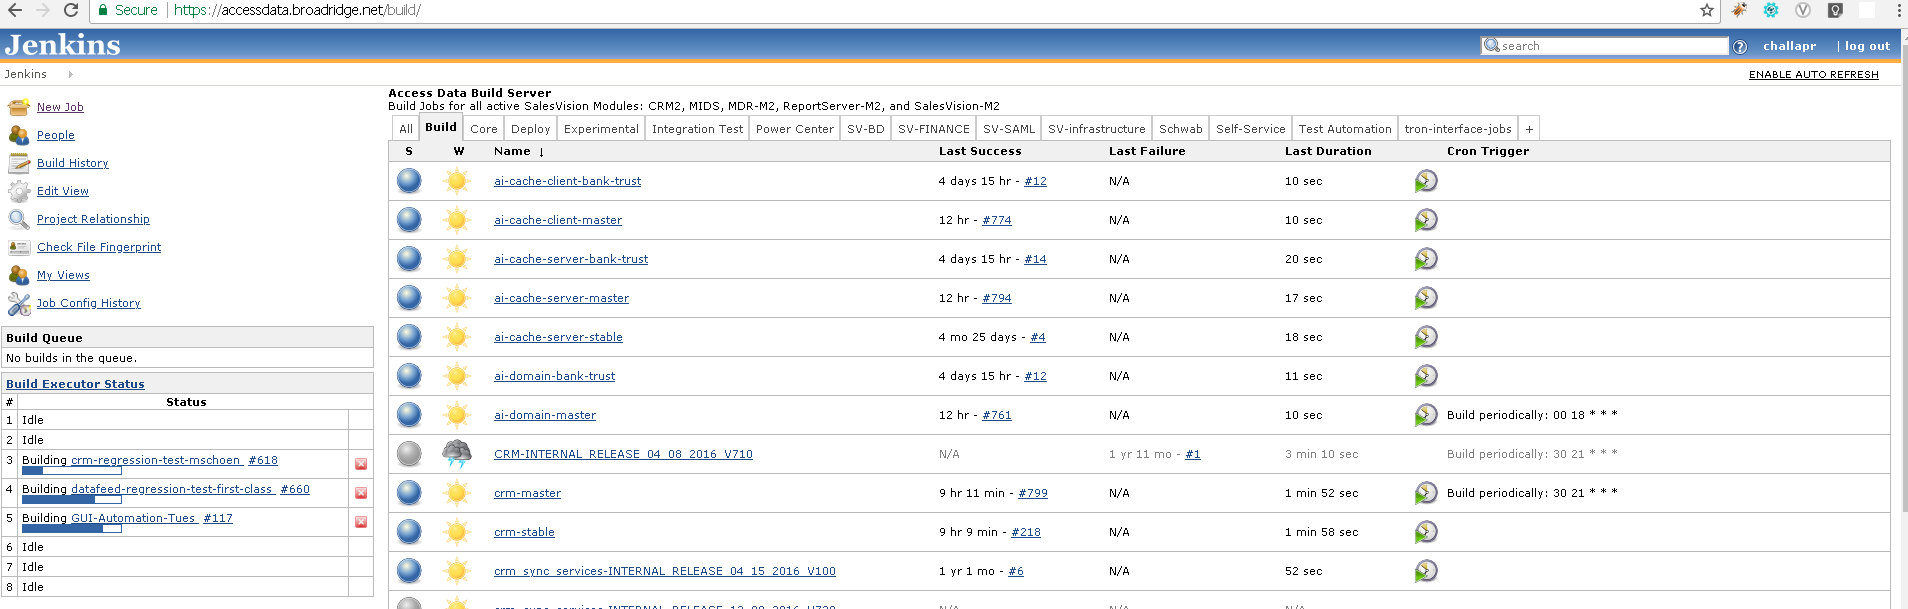 Secure https://accessdata.broadridge.net/build/
Jenkins search challapr | log out
Jenkins ENABLE AUTO REFRESH
New Job
People
Build History
Edit View
Project Relationship
Check File Fingerprint
My Views
Job Config History
Build Queue
No builds in the queue.
Build Executor Status
# Status
1 Idle
2 Idle
3 Building crm-regression-test-mschoen #618
4 Building datafeed-regression-test-first-class #660
5 Building GUI-Automation-Tues #117
6 Idle
7 Idle
8 Idle
Access Data Build Server
Build Jobs for all active SalesVision Modules: CRM2, MIDS, MDR-M2, ReportServer-M2, and SalesVision-M2
All Build Core Deploy Experimental Integration Test Power Center SV-BD SV-FINANCE SV-SAML SV-infrastructure Schwab Self-Service Test Automation tron-interface-jobs +
S W Name ↓ Last Success Last Failure Last Duration Cron Trigger
ai-cache-client-bank-trust 4 days 15 hr - #12 N/A 10 sec
ai-cache-client-master 12 hr - #774 N/A 10 sec
ai-cache-server-bank-trust 4 days 15 hr - #14 N/A 20 sec
ai-cache-server-master 12 hr - #794 N/A 17 sec
ai-cache-server-stable 4 mo 25 days - #4 N/A 18 sec
ai-domain-bank-trust 4 days 15 hr - #12 N/A 11 sec
ai-domain-master 12 hr - #761 N/A 10 sec Build periodically: 00 18 * * *
CRM-INTERNAL_RELEASE_04_08_2016_V710 N/A 1 yr 11 mo - #1 3 min 10 sec Build periodically: 30 21 * * *
crm-master 9 hr 11 min - #799 N/A 1 min 52 sec Build periodically: 30 21 * * *
crm-stable 9 hr 9 min - #218 N/A 1 min 58 sec
crm_sync_services-INTERNAL_RELEASE_04_15_2016_V100 1 yr 1 mo - #6 N/A 52 sec